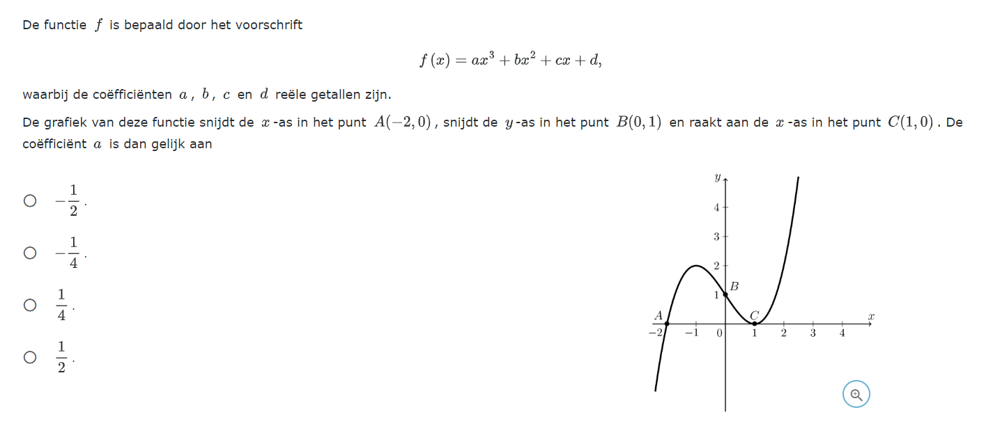 De functie f is bepaald door het voorschrift
f (x) = ax³ + bx² + cx + d,
waarbij de coëfficiënten a , b , c en d reële getallen zijn.
De grafiek van deze functie snijdt de x -as in het punt A(−2, 0) , snijdt de y -as in het punt B(0, 1) en raakt aan de x -as in het punt C(1, 0) . De
coëfficiënt a is dan gelijk aan
−1/2 .
−1/4 .
1/4 .
1/2 .
y
4
3
2
B
1
A C x
−2 −1 0 1 2 3 4